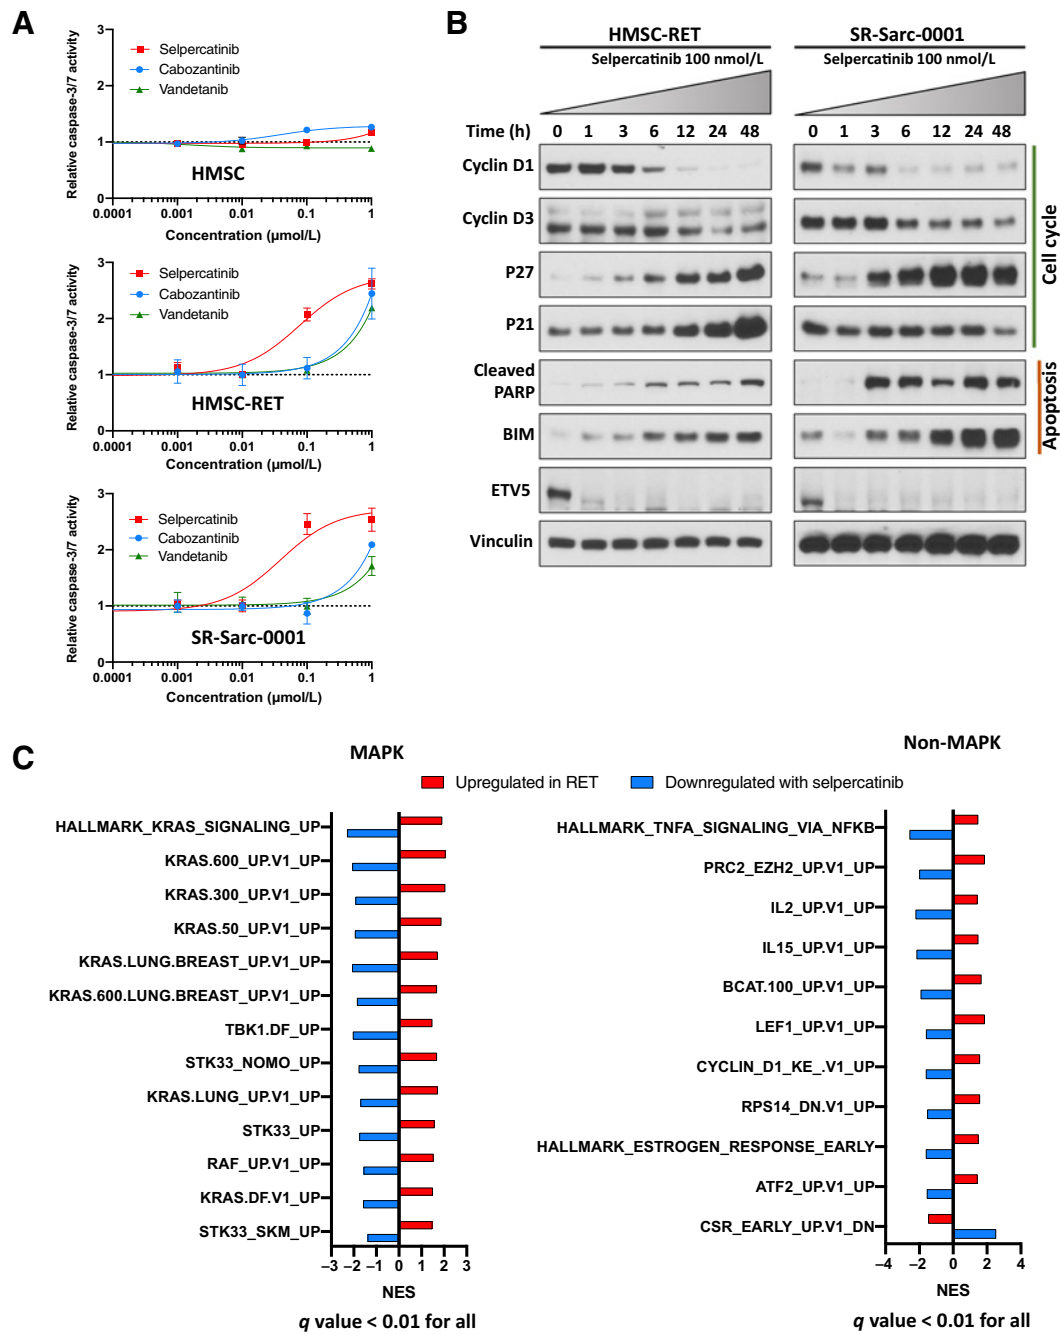 A
Relative caspase-3/7 activity
3
2
1
0
Selpercatinib
Cabozantinib
Vandetanib
HMSC
0.0001 0.001 0.01 0.1 1
Concentration (µmol/L)
Relative caspase-3/7 activity
3
2
1
0
Selpercatinib
Cabozantinib
Vandetanib
HMSC-RET
0.0001 0.001 0.01 0.1 1
Concentration (µmol/L)
Relative caspase-3/7 activity
3
2
1
0
Selpercatinib
Cabozantinib
Vandetanib
SR-Sarc-0001
0.0001 0.001 0.01 0.1 1
Concentration (µmol/L)
B
HMSC-RET SR-Sarc-0001
Selpercatinib 100 nmol/L Selpercatinib 100 nmol/L
Time (h) 0 1 3 6 12 24 48 0 1 3 6 12 24 48
Cyclin D1
Cyclin D3
P27
P21
Cleaved
PARP
BIM
ETV5
Vinculin
Cell cycle
Apoptosis
C
MAPK
Non-MAPK
Upregulated in RET Downregulated with selpercatinib
HALLMARK_KRAS_SIGNALING_UP
KRAS.600_UP.V1_UP
KRAS.300_UP.V1_UP
KRAS.50_UP.V1_UP
KRAS.LUNG.BREAST_UP.V1_UP
KRAS.600.LUNG.BREAST_UP.V1_UP
TBK1.DF_UP
STK33_NOMO_UP
KRAS.LUNG_UP.V1_UP
STK33_UP
RAF_UP.V1_UP
KRAS.DF.V1_UP
STK33_SKM_UP
–3 –2 –1 0 1 2 3
NES
q value < 0.01 for all
HALLMARK_TNFA_SIGNALING_VIA_NFKB
PRC2_EZH2_UP.V1_UP
IL2_UP.V1_UP
IL15_UP.V1_UP
BCAT.100_UP.V1_UP
LEF1_UP.V1_UP
CYCLIN_D1_KE_.V1_UP
RPS14_DN.V1_UP
HALLMARK_ESTROGEN_RESPONSE_EARLY
ATF2_UP.V1_UP
CSR_EARLY_UP.V1_DN
–4 –2 0 2 4
NES
q value < 0.01 for all